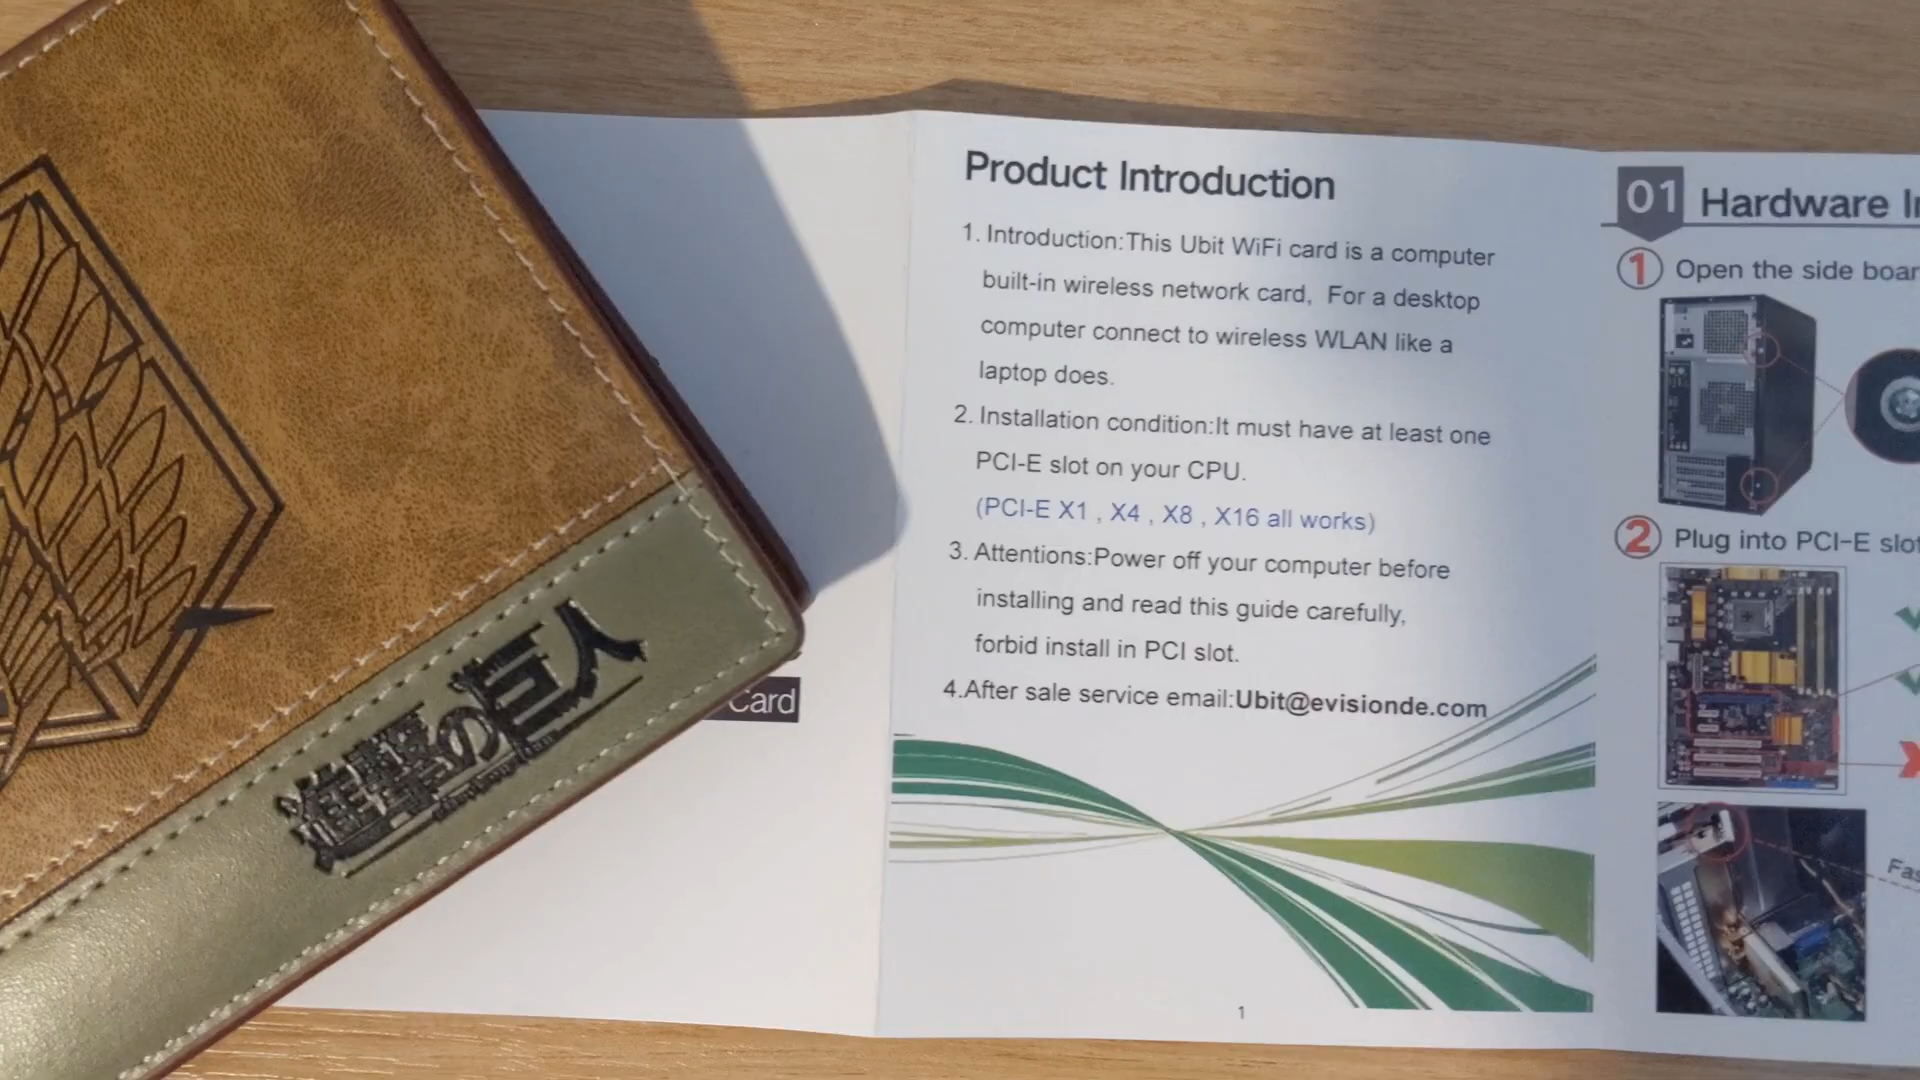 進撃の巨人
Card
Product Introduction
1. Introduction:This Ubit WiFi card is a computer
built-in wireless network card, For a desktop
computer connect to wireless WLAN like a
laptop does.
2. Installation condition:It must have at least one
PCI-E slot on your CPU.
(PCI-E X1 , X4 , X8 , X16 all works)
3. Attentions:Power off your computer before
installing and read this guide carefully,
forbid install in PCI slot.
4.After sale service email:Ubit@evisionde.com
1
01 Hardware
1 Open the side
2 Plug into PCI-E slot